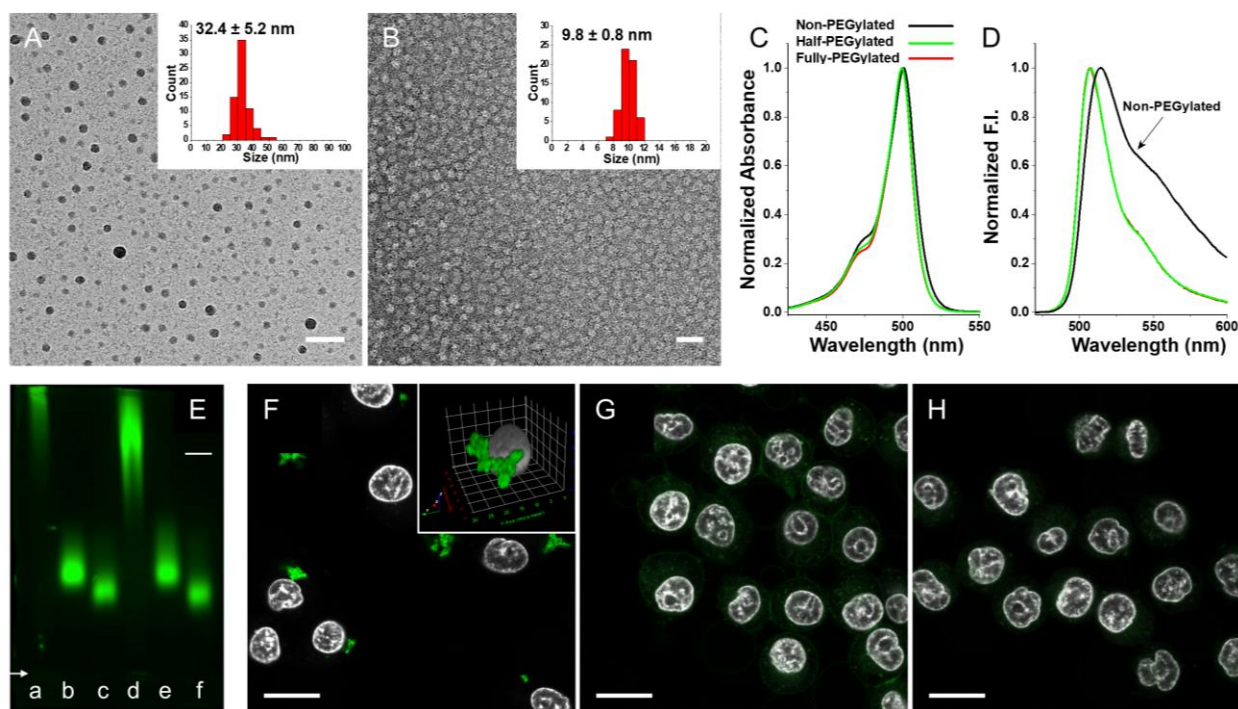 A
32.4 ± 5.2 nm
Count
40
35
30
25
20
15
10
5
0
0 10 20 30 40 50 60 70 80 90 100
Size (nm)
B
9.8 ± 0.8 nm
Count
30
25
20
15
10
5
0
0 2 4 6 8 10 12 14 16 18 20
Size (nm)
C
Non-PEGylated
Half-PEGylated
Fully-PEGylated
Normalized Absorbance
1.0
0.8
0.6
0.4
0.2
0.0
450 500 550
Wavelength (nm)
D
Non-PEGylated
Normalized F.I.
1.0
0.8
0.6
0.4
0.2
0.0
500 550 600
Wavelength (nm)
E
a b c d e f
F
G
H